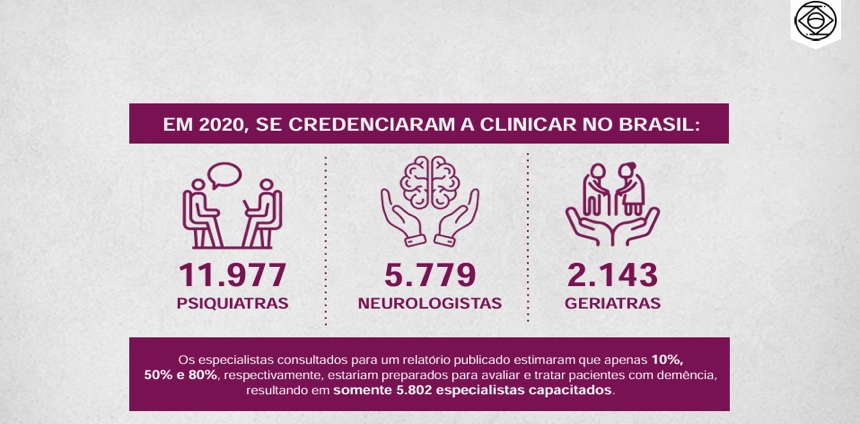 EM 2020, SE CREDENCIARAM A CLINICAR NO BRASIL:
11.977
PSIQUIATRAS
5.779
NEUROLOGISTAS
2.143
GERIATRAS
Os especialistas consultados para um relatório publicado estimaram que apenas 10%,
50% e 80%, respectivamente, estariam preparados para avaliar e tratar pacientes com demência,
resultando em somente 5.802 especialistas capacitados.